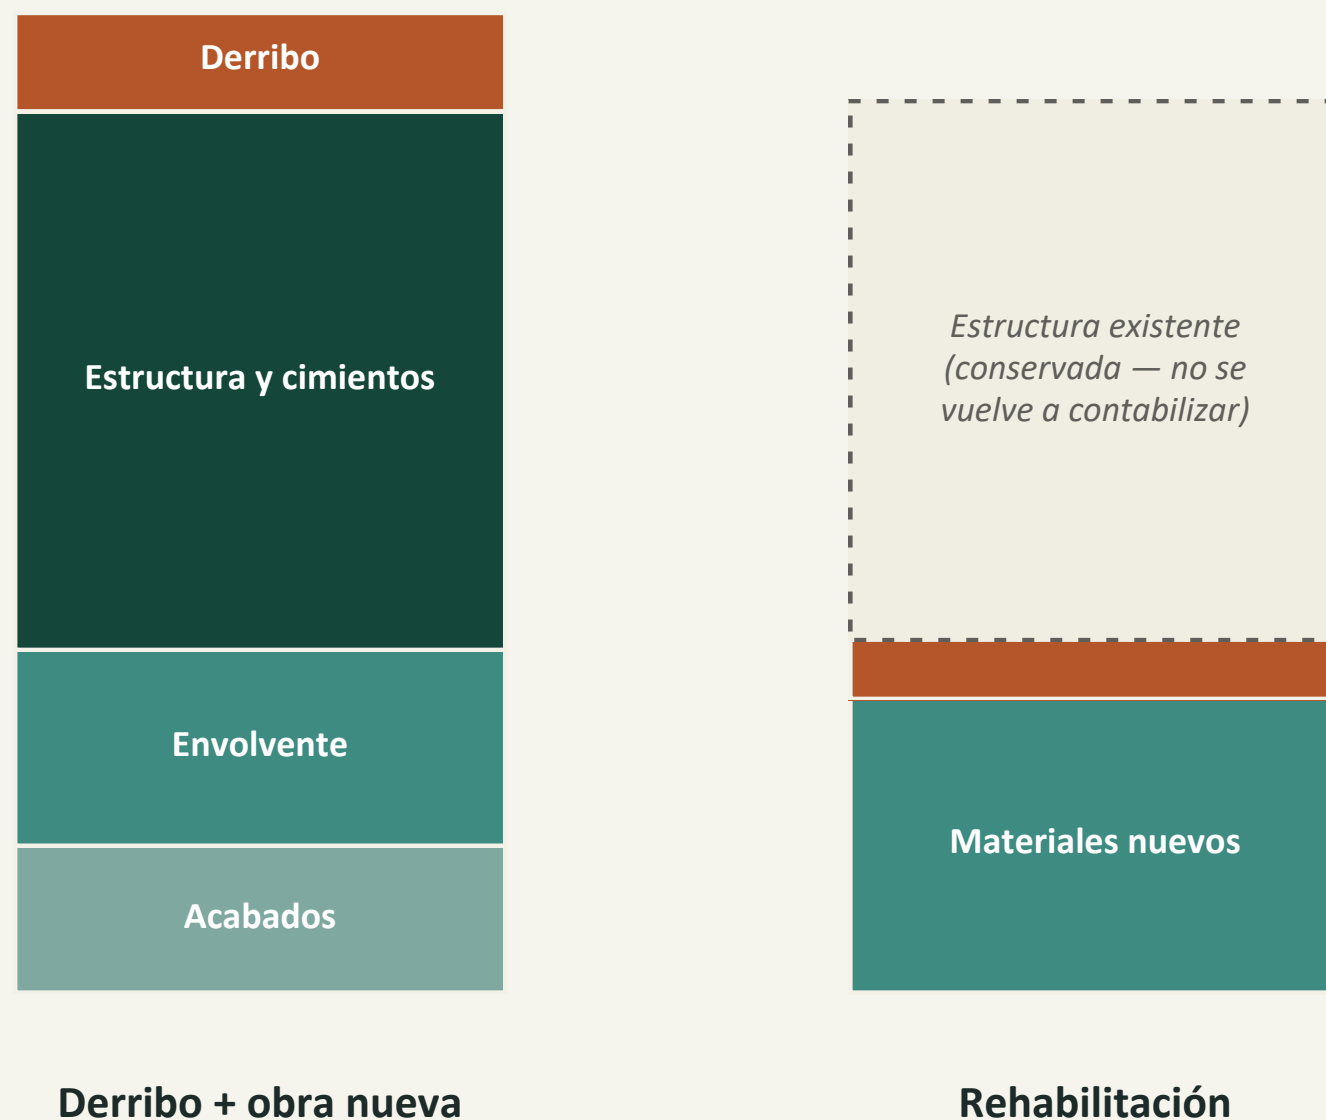 Derribo
Estructura y cimientos
Envolvente
Acabados
Derribo + obra nueva
Estructura existente
(conservada — no se
vuelve a contabilizar)
Materiales nuevos
Rehabilitación